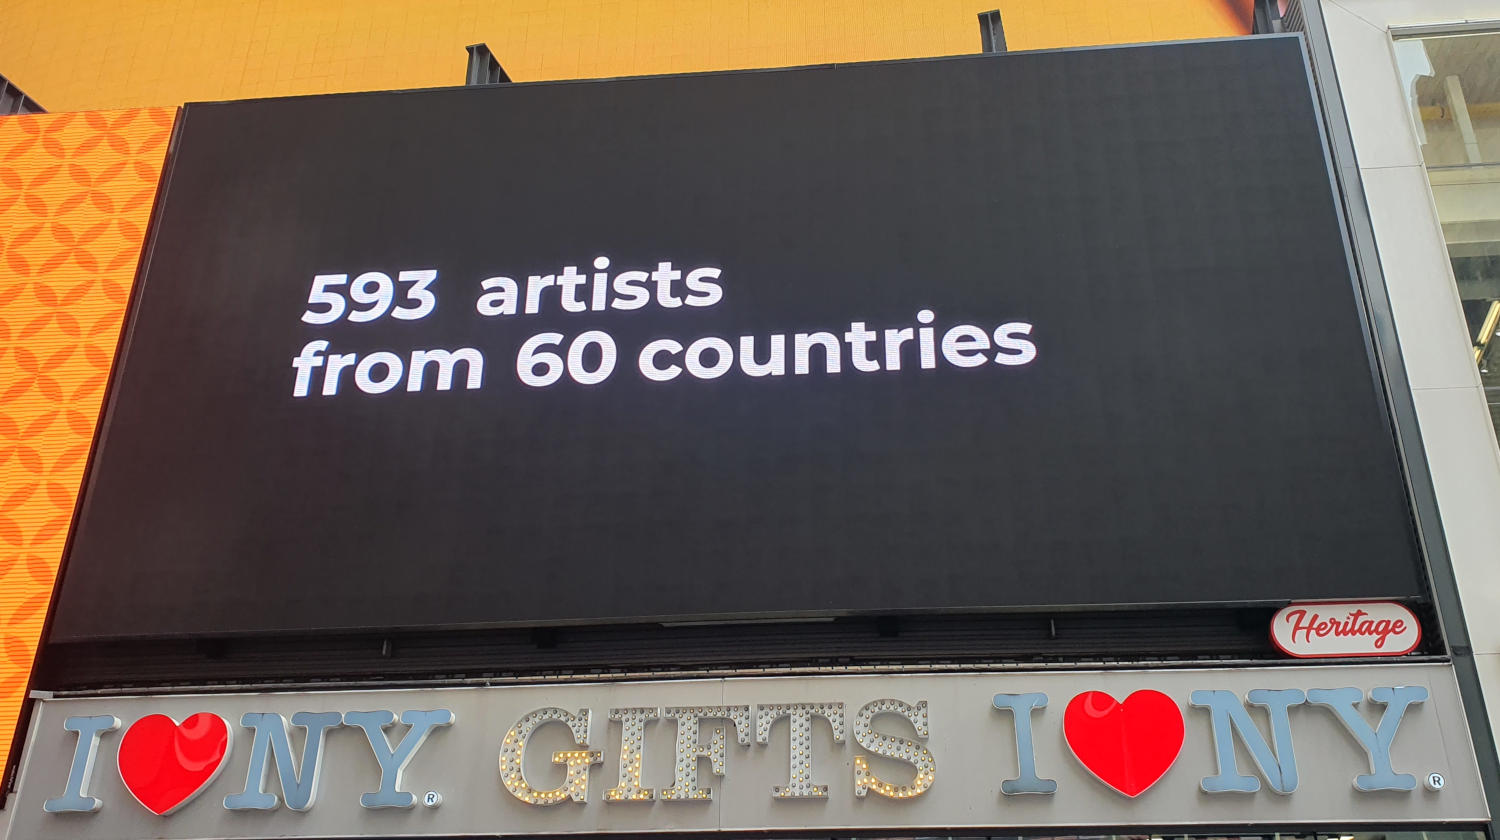 593 artists
from 60 countries
Heritage
I ❤ NY® GIFTS I ❤ NY®